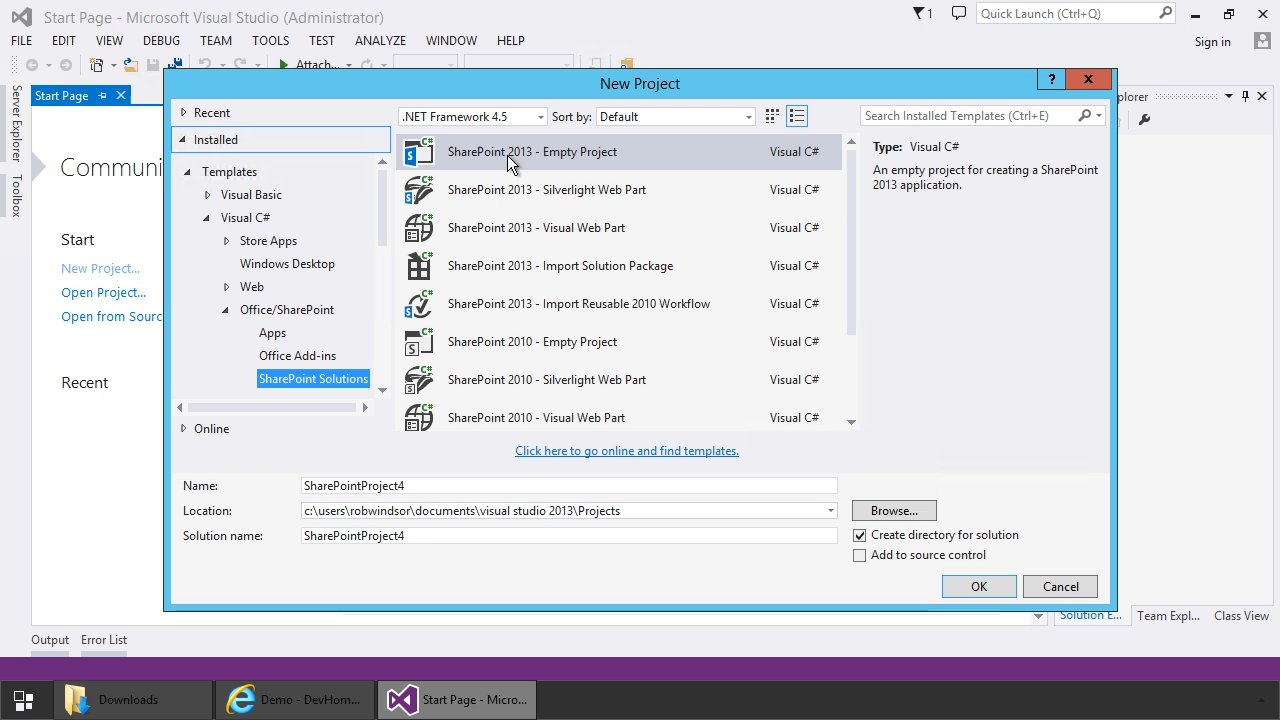 Start Page - Microsoft Visual Studio (Administrator)
1
Quick Launch (Ctrl+Q)
FILE EDIT VIEW DEBUG TEAM TOOLS TEST ANALYZE WINDOW HELP
Sign in
Attach...
New Project
?
Server Explorer
Toolbox
Start Page
plorer
Communi
Start
New Project...
Open Project...
Open from Sourc
Recent
Recent
Installed
Templates
Visual Basic
Visual C#
Store Apps
Windows Desktop
Web
Office/SharePoint
Apps
Office Add-ins
SharePoint Solutions
Online
.NET Framework 4.5 Sort by: Default
Search Installed Templates (Ctrl+E)
SharePoint 2013 - Empty Project Visual C#
SharePoint 2013 - Silverlight Web Part Visual C#
SharePoint 2013 - Visual Web Part Visual C#
SharePoint 2013 - Import Solution Package Visual C#
SharePoint 2013 - Import Reusable 2010 Workflow Visual C#
SharePoint 2010 - Empty Project Visual C#
SharePoint 2010 - Silverlight Web Part Visual C#
SharePoint 2010 - Visual Web Part Visual C#
Type: Visual C#
An empty project for creating a SharePoint
2013 application.
Click here to go online and find templates.
Name: SharePointProject4
Location: c:\users\robwindsor\documents\visual studio 2013\Projects
Browse...
Solution name: SharePointProject4
Create directory for solution
Add to source control
OK Cancel
Solution E... Team Expl... Class View
Output Error List
Downloads
Demo - DevHom...
Start Page - Micro...